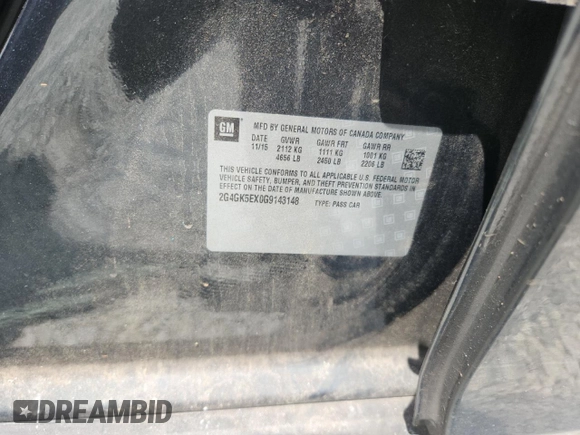 GM
MFD BY GENERAL MOTORS OF CANADA COMPANY
DATE GVWR GAWR FRT GAWR RR
11/15 2112 KG 1111 KG 1001 KG
4656 LB 2450 LB 2206 LB
THIS VEHICLE CONFORMS TO ALL APPLICABLE U.S. FEDERAL MOTOR
VEHICLE SAFETY, BUMPER, AND THEFT PREVENTION STANDARDS IN
EFFECT ON THE DATE OF MANUFACTURE SHOWN ABOVE.
2G4GK5EX0G9143148 TYPE: PASS CAR
DREAMBID